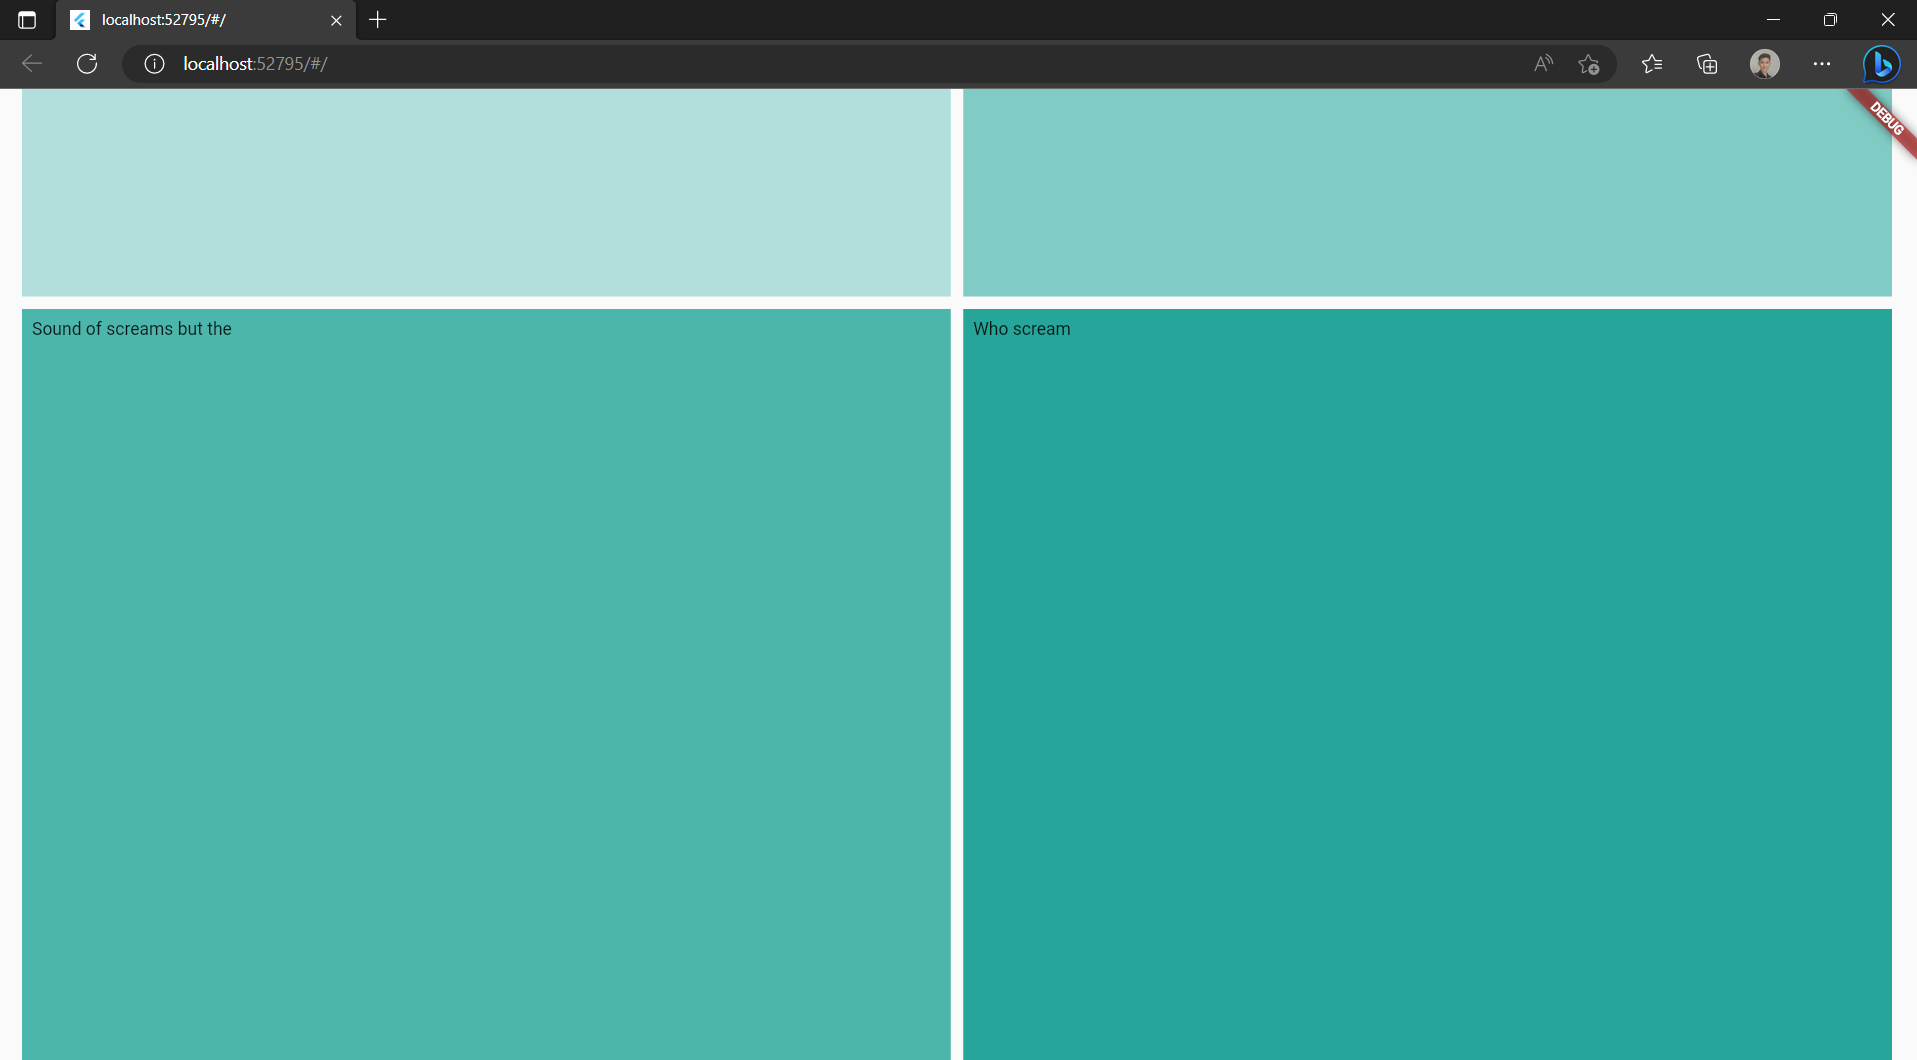 localhost:52795/#/
localhost:52795/#/
DEBUG
Sound of screams but the
Who scream